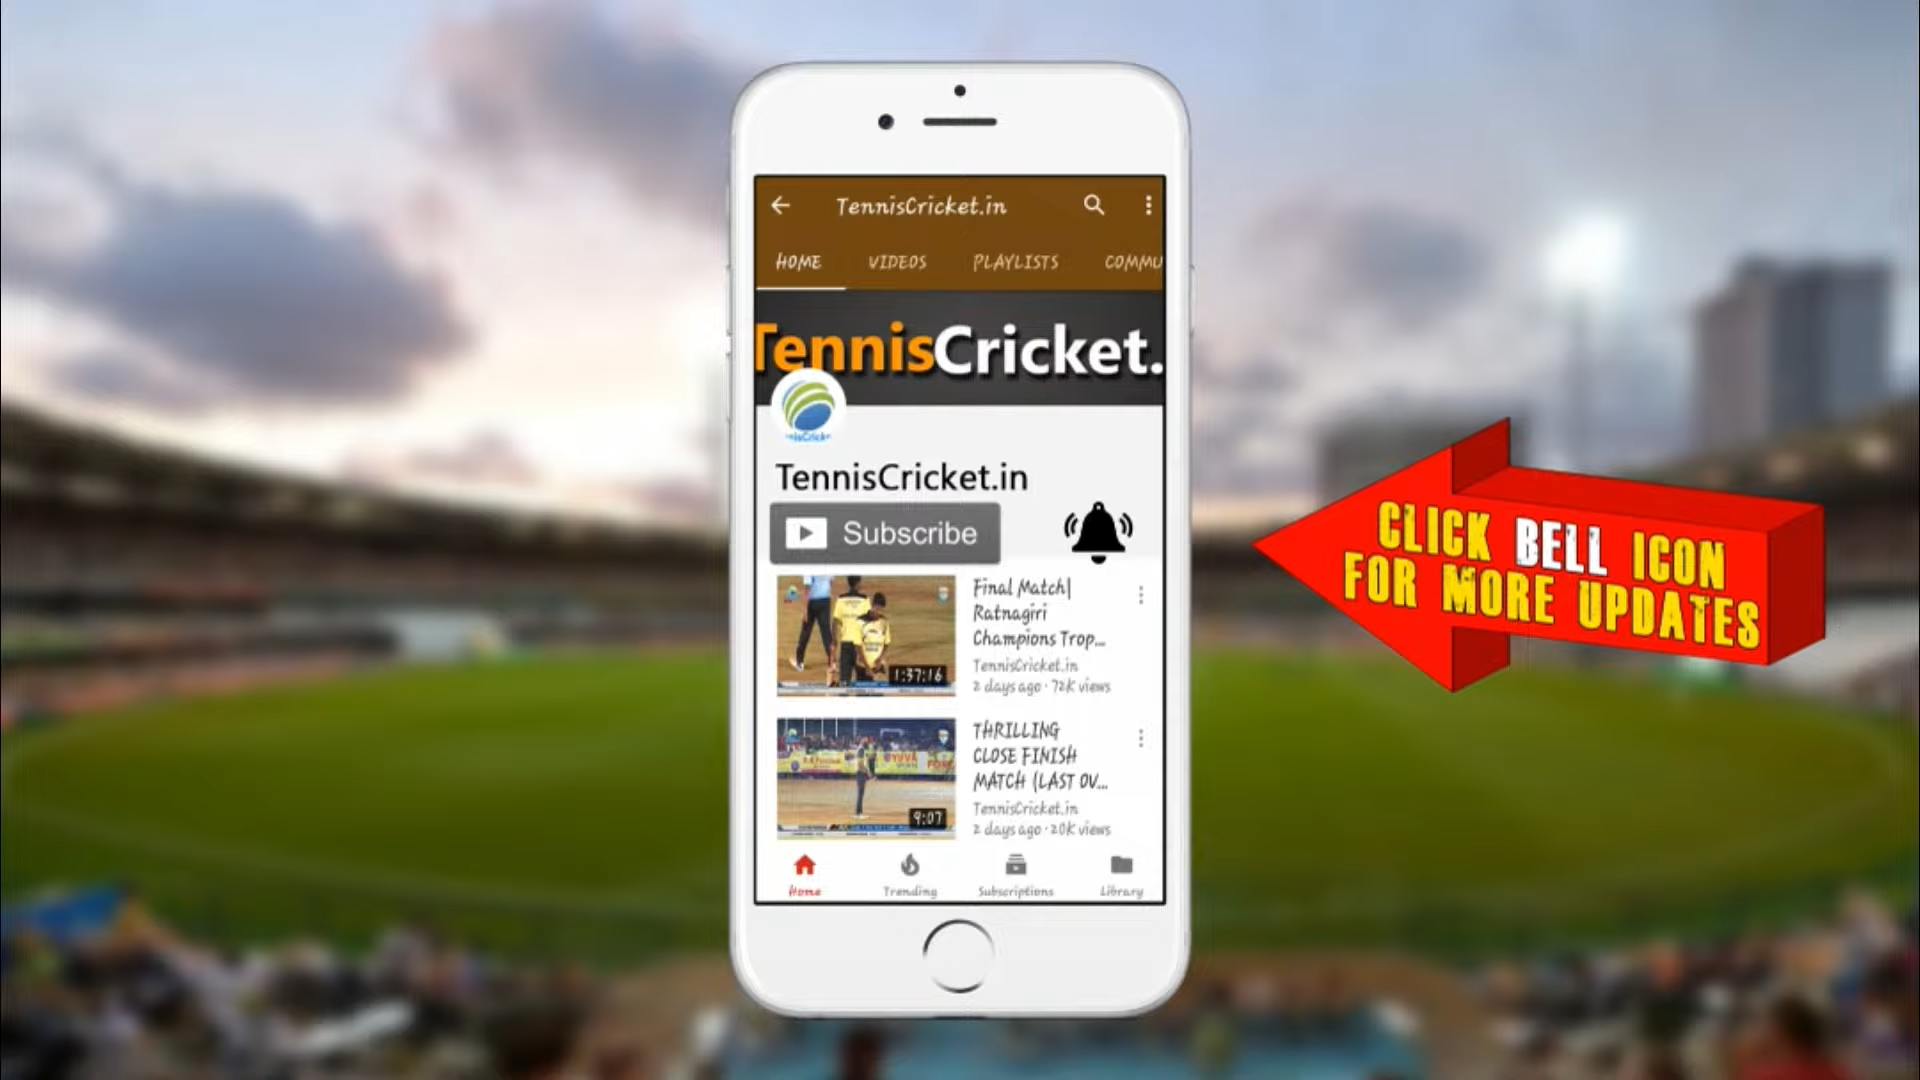 TennisCricket.in
HOME VIDEOS PLAYLISTS COMMU
TennisCricket.
TennisCricket.in
Subscribe
Final Match|
Ratnagiri
Champions Trop...
TennisCricket.in
2 days ago · 72K views
1:37:16
THRILLING
CLOSE FINISH
MATCH (LAST OV...
TennisCricket.in
2 days ago · 20K views
9:07
Home Trending Subscriptions Library
CLICK BELL ICON
FOR MORE UPDATES